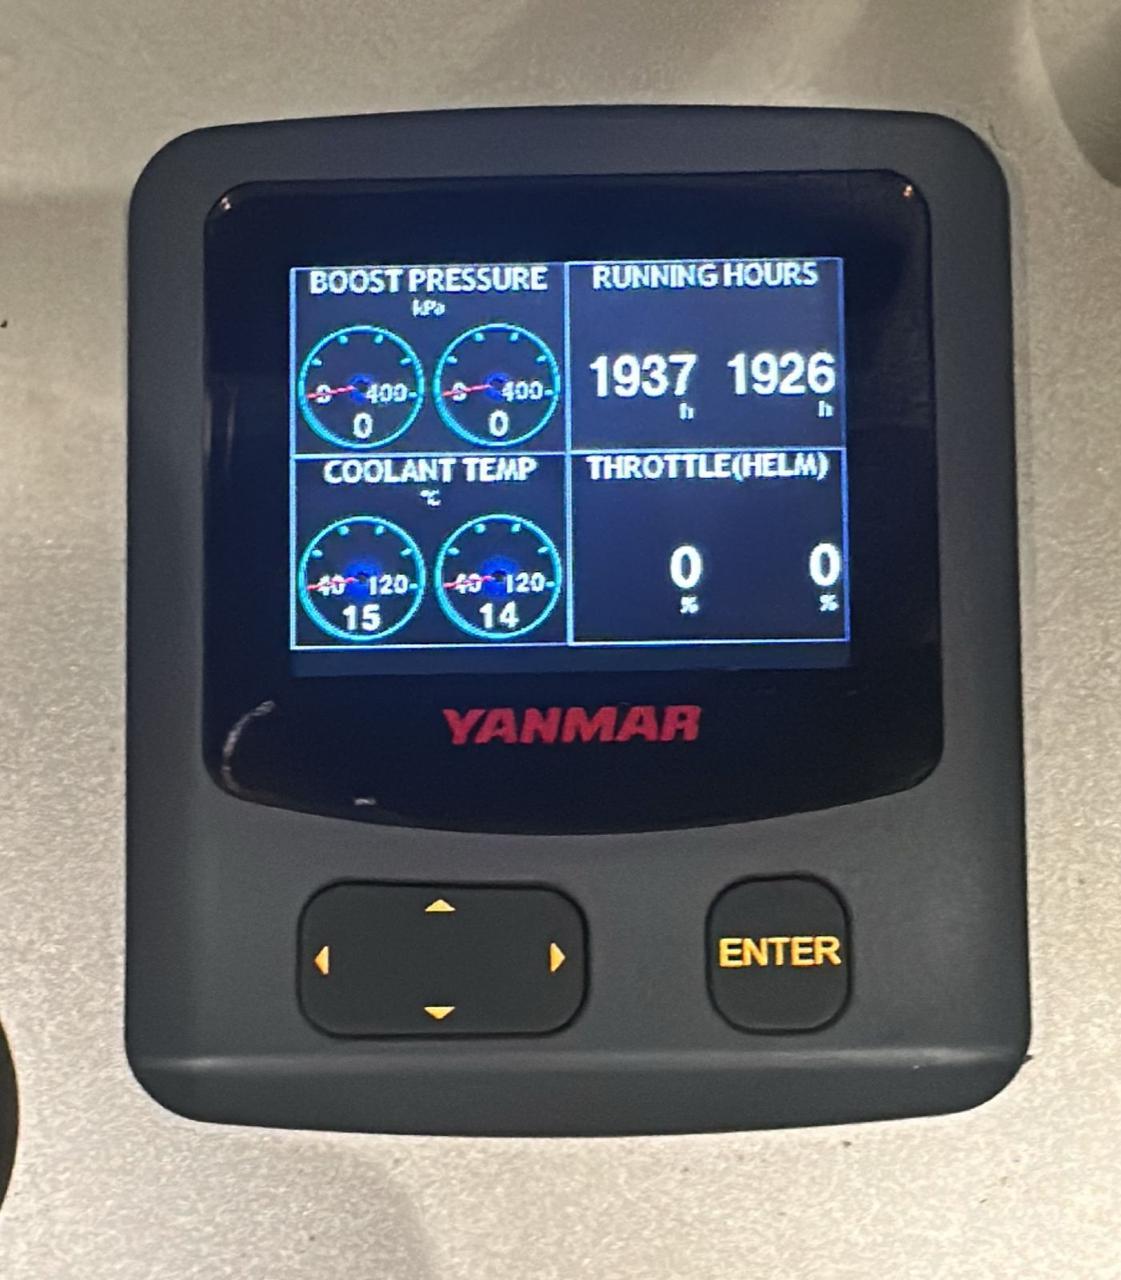 BOOST PRESSURE
kPa
0 400
0
0 400
0
RUNNING HOURS
1937 h
1926 h
COOLANT TEMP
°C
40 120
15
40 120
14
THROTTLE(HELM)
0 %
0 %
YANMAR
ENTER